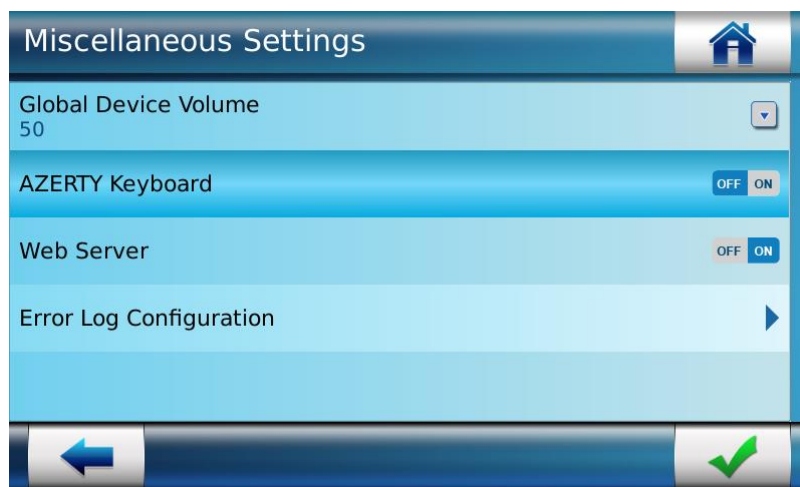 Miscellaneous Settings
Global Device Volume
50
AZERTY Keyboard
OFF ON
Web Server
OFF ON
Error Log Configuration